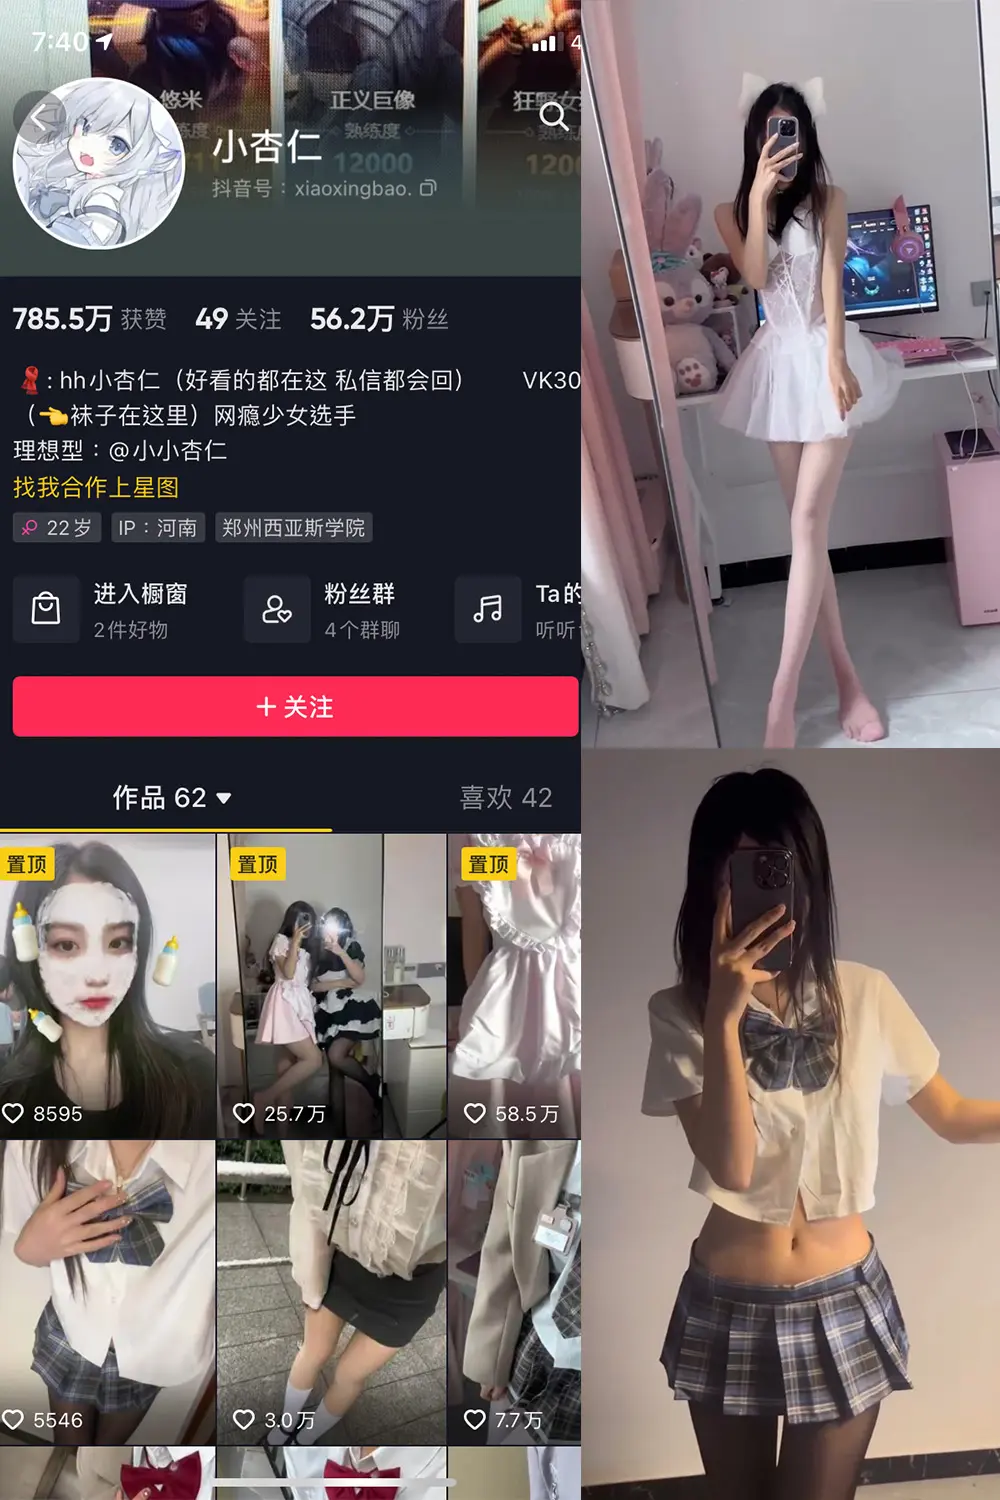 7:40
4
悠米
正义巨像
熟练度
12000
小杏仁
抖音号：xiaoxingbao.
785.5万 获赞 49 关注 56.2万 粉丝
: hh小杏仁（好看的都在这 私信都会回） VK30
（👈袜子在这里）网瘾少女选手
理想型：@小小杏仁
找我合作上星图
22岁 IP：河南 郑州西亚斯学院
进入橱窗 粉丝群 Ta的
2件好物 4个群聊 听听
＋关注
作品 62 喜欢 42
置顶 置顶 置顶
8595 25.7万 58.5万
5546 3.0万 7.7万